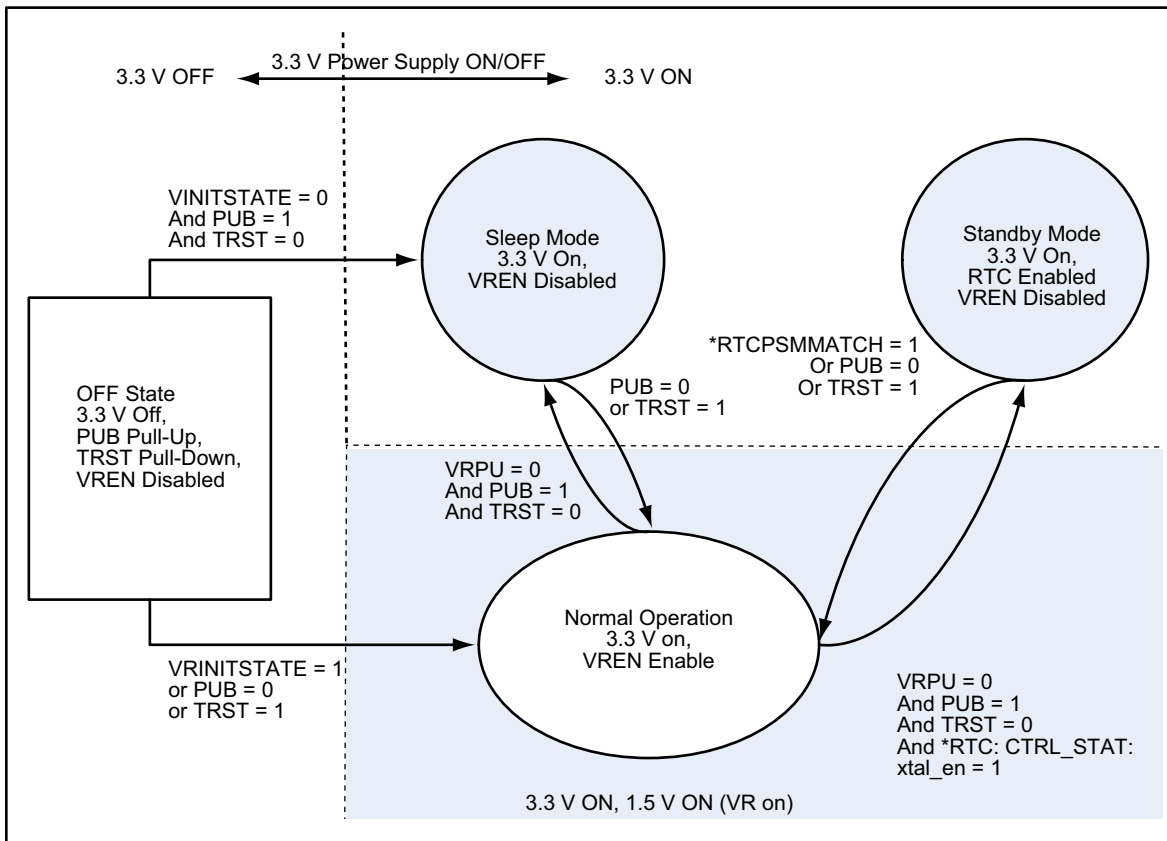 3.3 V Power Supply ON/OFF
3.3 V OFF
3.3 V ON
VINITSTATE = 0
And PUB = 1
And TRST = 0
Sleep Mode
3.3 V On,
VREN Disabled
Standby Mode
3.3 V On,
RTC Enabled
VREN Disabled
*RTCPSMMATCH = 1
Or PUB = 0
Or TRST = 1
OFF State
3.3 V Off,
PUB Pull-Up,
TRST Pull-Down,
VREN Disabled
PUB = 0
or TRST = 1
VRPU = 0
And PUB = 1
And TRST = 0
Normal Operation
3.3 V on,
VREN Enable
VRINITSTATE = 1
or PUB = 0
or TRST = 1
VRPU = 0
And PUB = 1
And TRST = 0
And *RTC: CTRL_STAT:
xtal_en = 1
3.3 V ON, 1.5 V ON (VR on)